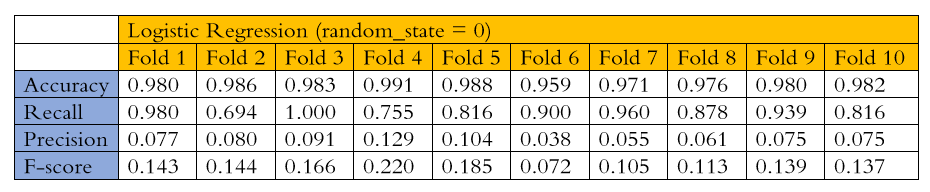 Logistic Regression (random_state = 0)
Fold 1 Fold 2 Fold 3 Fold 4 Fold 5 Fold 6 Fold 7 Fold 8 Fold 9 Fold 10
Accuracy 0.980 0.986 0.983 0.991 0.988 0.959 0.971 0.976 0.980 0.982
Recall 0.980 0.694 1.000 0.755 0.816 0.900 0.960 0.878 0.939 0.816
Precision 0.077 0.080 0.091 0.129 0.104 0.038 0.055 0.061 0.075 0.075
F-score 0.143 0.144 0.166 0.220 0.185 0.072 0.105 0.113 0.139 0.137